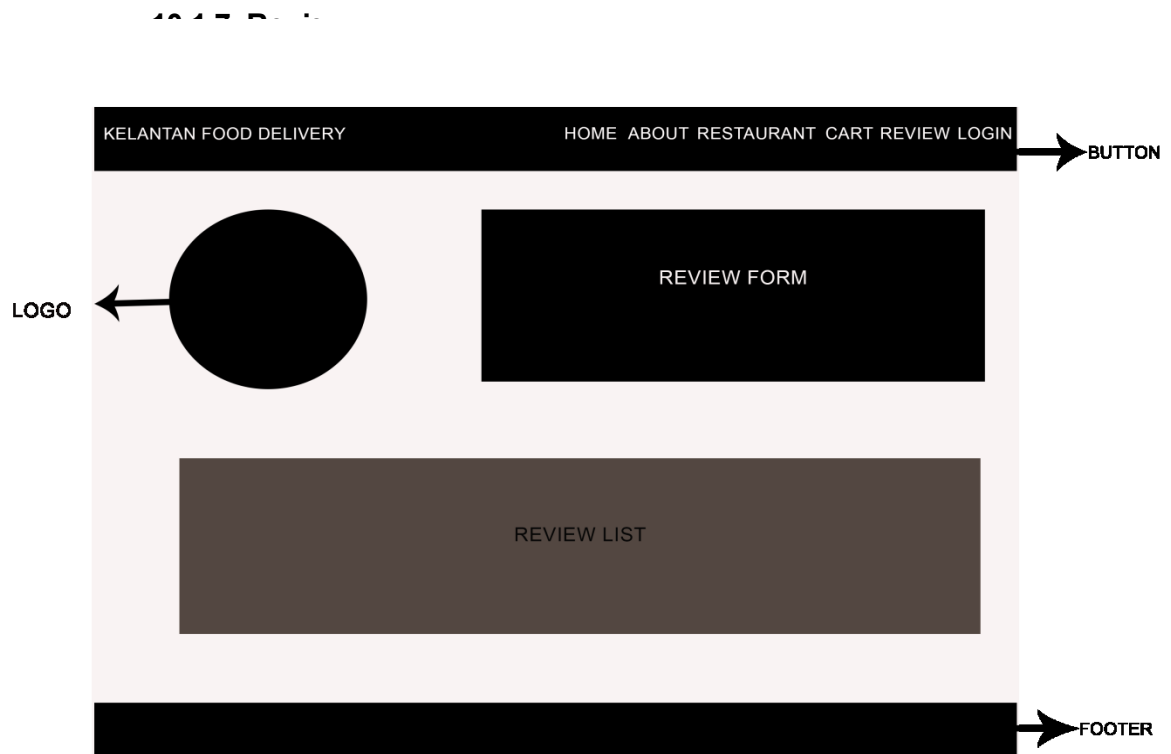 KELANTAN FOOD DELIVERY
HOME ABOUT RESTAURANT CART REVIEW LOGIN
BUTTON
REVIEW FORM
LOGO
REVIEW LIST
FOOTER